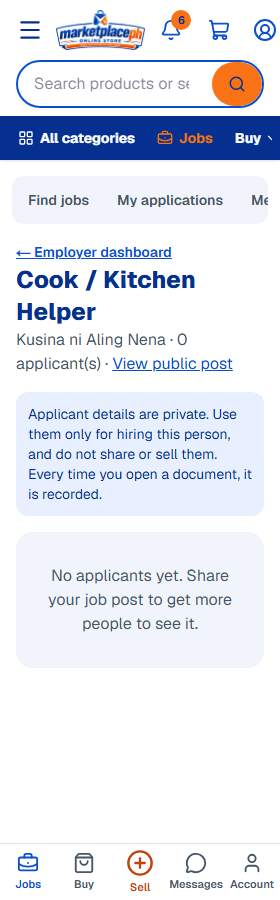 marketplaceph
ONLINE STORE
6
Search products or se
All categories
Jobs
Buy
Find jobs
My applications
Me
← Employer dashboard
Cook / Kitchen
Helper
Kusina ni Aling Nena · 0
applicant(s) · View public post
Applicant details are private. Use
them only for hiring this person,
and do not share or sell them.
Every time you open a document, it
is recorded.
No applicants yet. Share
your job post to get more
people to see it.
Jobs
Buy
Sell
Messages
Account